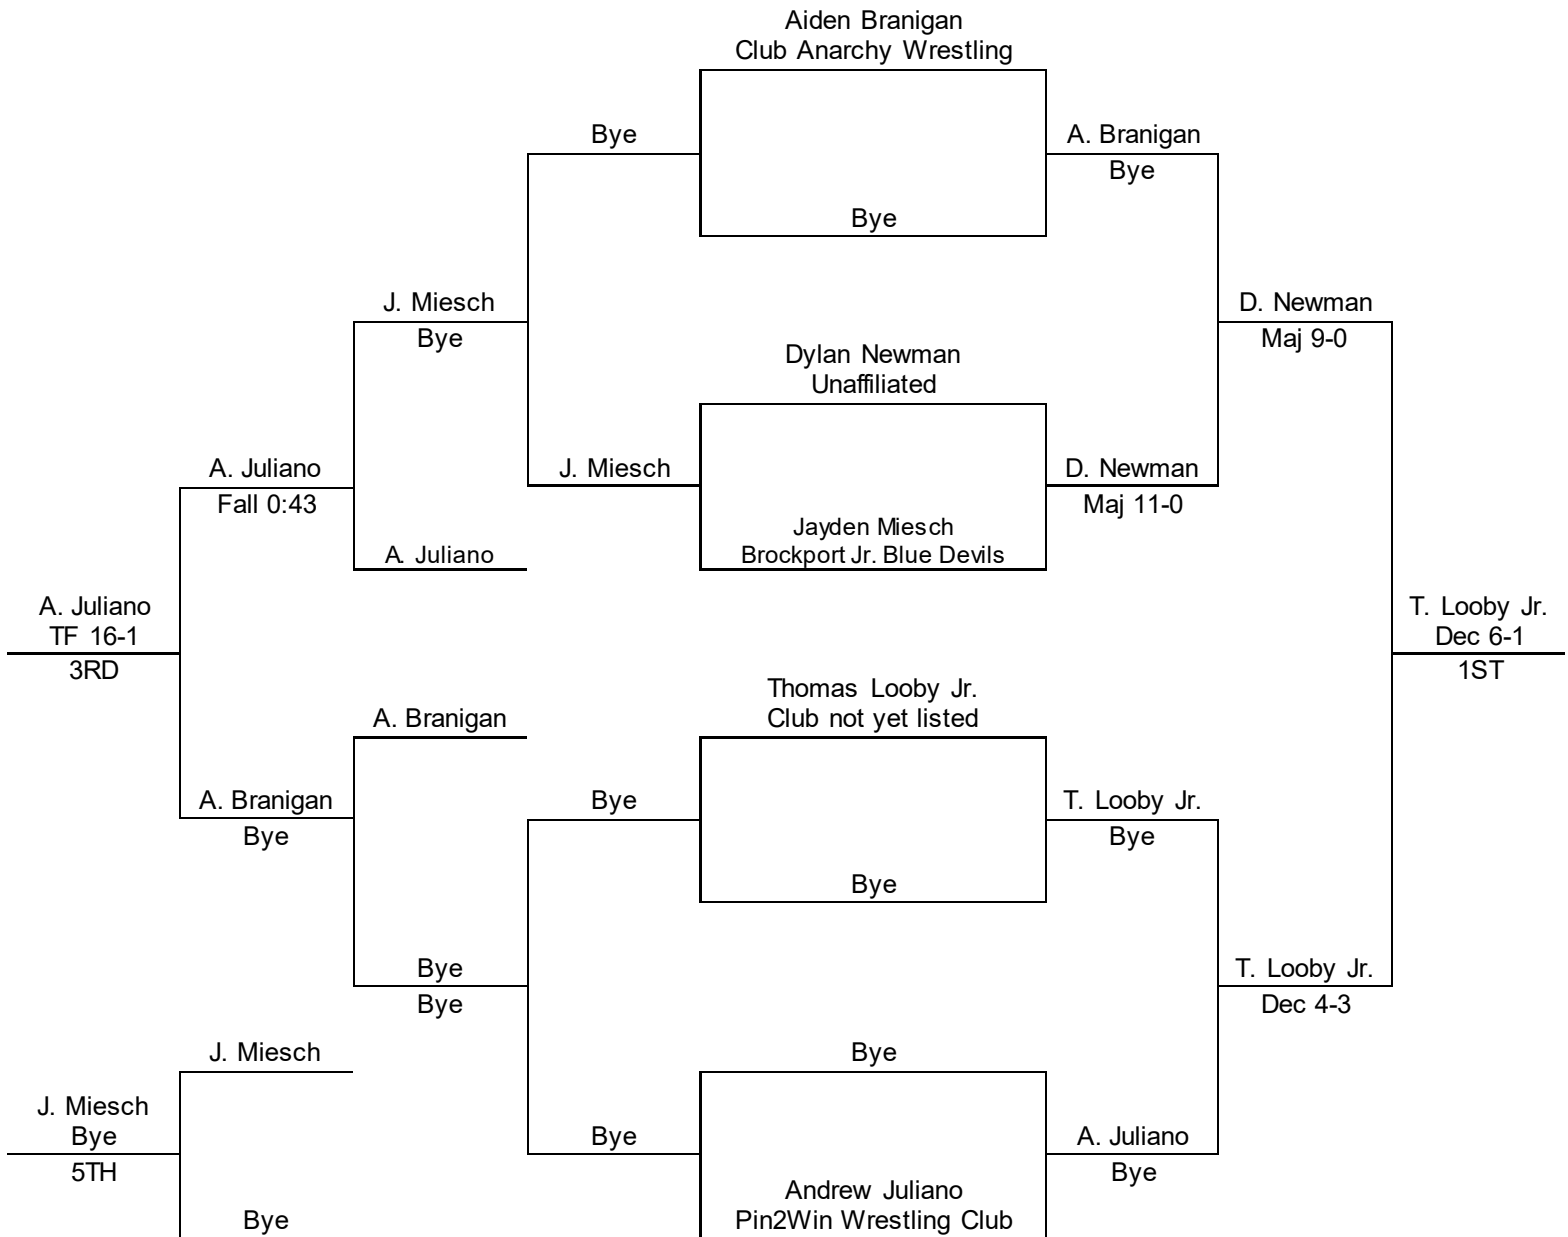 Aiden Branigan
Club Anarchy Wrestling
Bye
A. Branigan
Bye
Bye
J. Miesch
Bye
D. Newman
Maj 9-0
Dylan Newman
Unaffiliated
A. Juliano
Fall 0:43
J. Miesch
D. Newman
Maj 11-0
Jayden Miesch
Brockport Jr. Blue Devils
A. Juliano
A. Juliano
TF 16-1
3RD
T. Looby Jr.
Dec 6-1
1ST
Thomas Looby Jr.
Club not yet listed
A. Branigan
A. Branigan
Bye
Bye
T. Looby Jr.
Bye
Bye
Bye
Bye
T. Looby Jr.
Dec 4-3
J. Miesch
Bye
J. Miesch
Bye
5TH
Bye
A. Juliano
Bye
Andrew Juliano
Pin2Win Wrestling Club
Bye